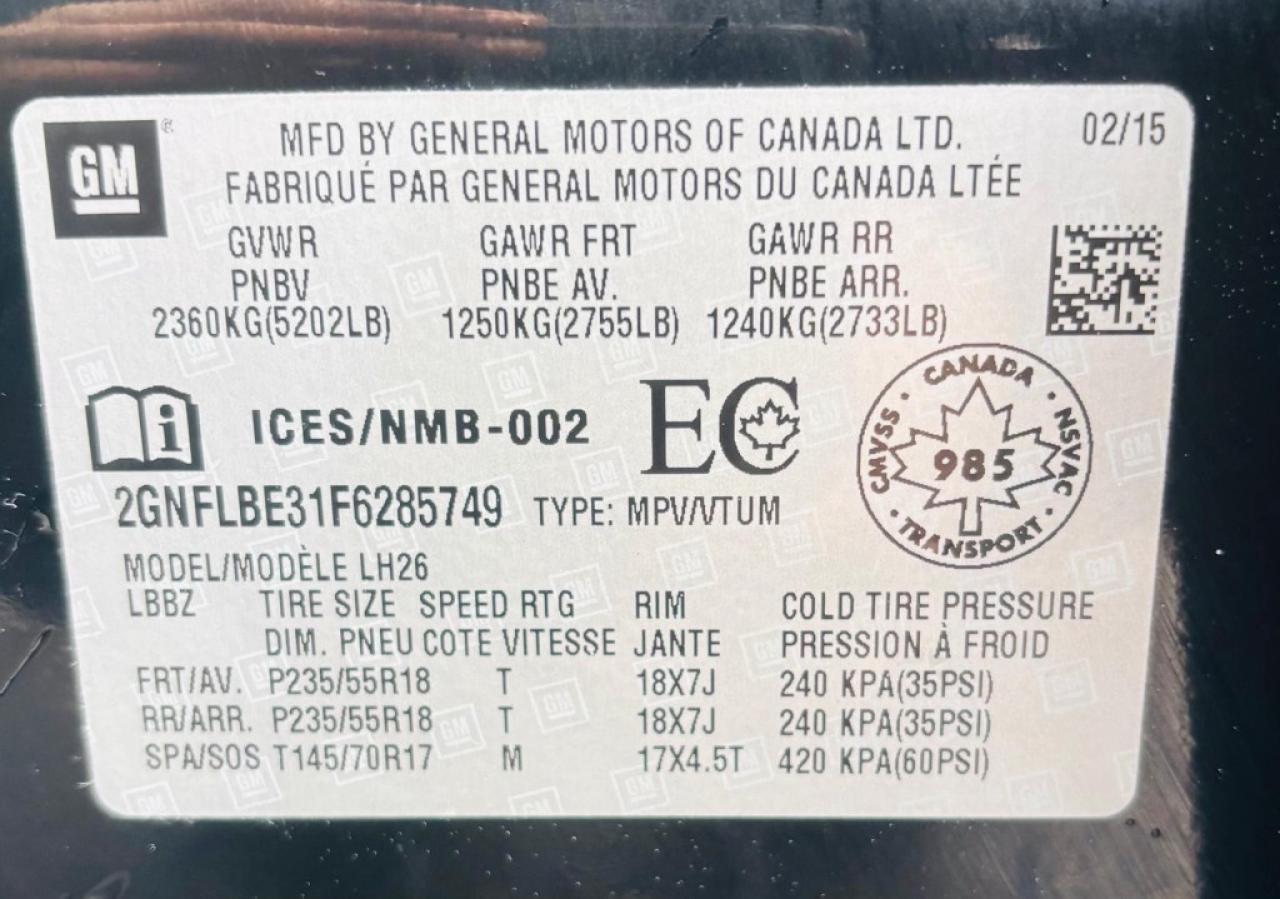 GM ®
MFD BY GENERAL MOTORS OF CANADA LTD. 02/15
FABRIQUÉ PAR GENERAL MOTORS DU CANADA LTÉE
GVWR GAWR FRT GAWR RR
PNBV PNBE AV. PNBE ARR.
2360KG(5202LB) 1250KG(2755LB) 1240KG(2733LB)
i ICES/NMB-002 EC
CANADA
CMVSS · 985 · NSVAC
· TRANSPORT ·
2GNFLBE31F6285749 TYPE: MPV/VTUM
MODEL/MODÈLE LH26
LBBZ TIRE SIZE SPEED RTG RIM COLD TIRE PRESSURE
DIM. PNEU COTE VITESSE JANTE PRESSION À FROID
FRT/AV. P235/55R18 T 18X7J 240 KPA(35PSI)
RR/ARR. P235/55R18 T 18X7J 240 KPA(35PSI)
SPA/SOS T145/70R17 M 17X4.5T 420 KPA(60PSI)